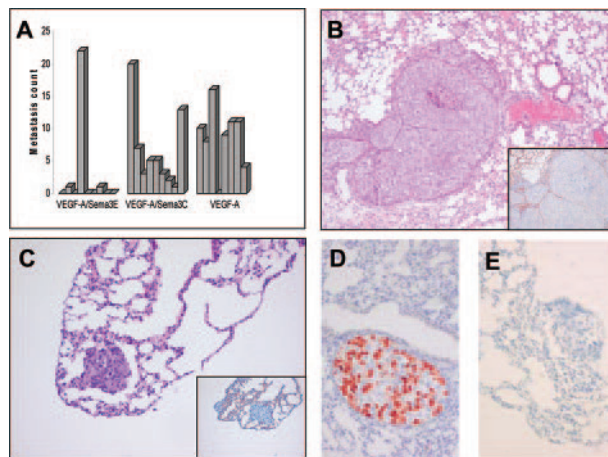 A
Metastasis count
25
20
15
10
5
0
VEGF-A/Sema3E
VEGF-A/Sema3C
VEGF-A
B
C
D
E